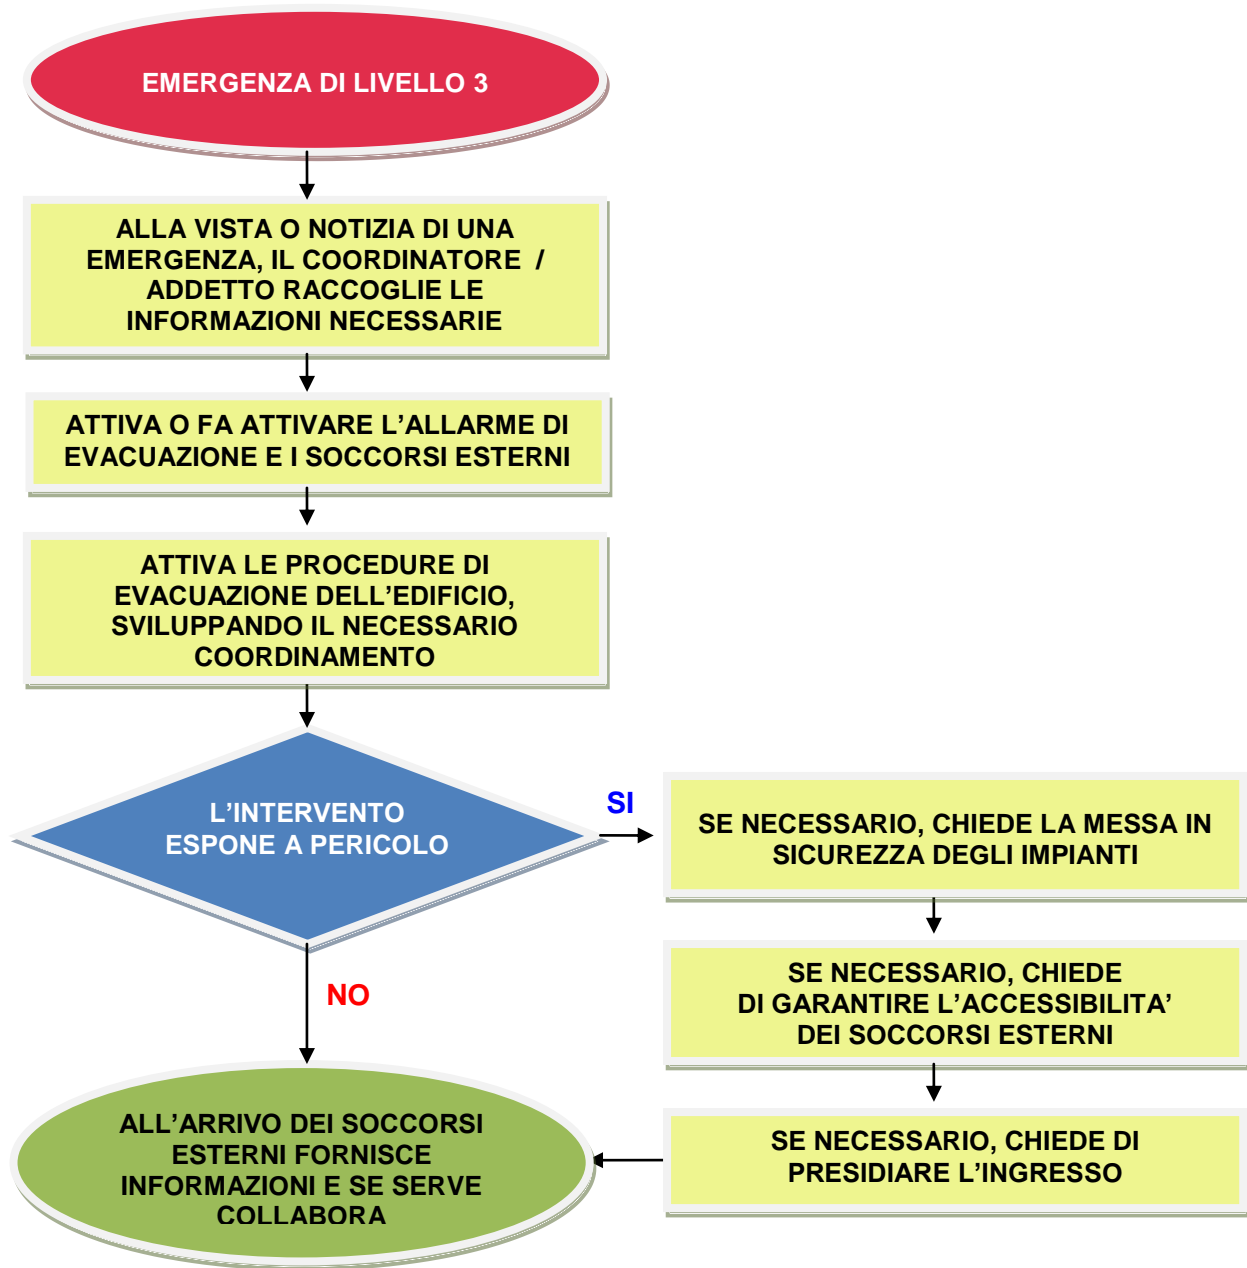 EMERGENZA DI LIVELLO 3
ALLA VISTA O NOTIZIA DI UNA
EMERGENZA, IL COORDINATORE /
ADDETTO RACCOGLIE LE
INFORMAZIONI NECESSARIE
ATTIVA O FA ATTIVARE L’ALLARME DI
EVACUAZIONE E I SOCCORSI ESTERNI
ATTIVA LE PROCEDURE DI
EVACUAZIONE DELL’EDIFICIO,
SVILUPPANDO IL NECESSARIO
COORDINAMENTO
L’INTERVENTO
ESPONE A PERICOLO
SI
SE NECESSARIO, CHIEDE LA MESSA IN
SICUREZZA DEGLI IMPIANTI
SE NECESSARIO, CHIEDE
DI GARANTIRE L’ACCESSIBILITA’
DEI SOCCORSI ESTERNI
SE NECESSARIO, CHIEDE DI
PRESIDIARE L’INGRESSO
NO
ALL’ARRIVO DEI SOCCORSI
ESTERNI FORNISCE
INFORMAZIONI E SE SERVE
COLLABORA